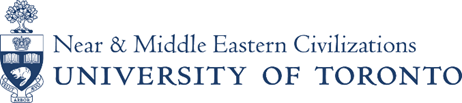 Near & Middle Eastern Civilizations
UNIVERSITY OF TORONTO